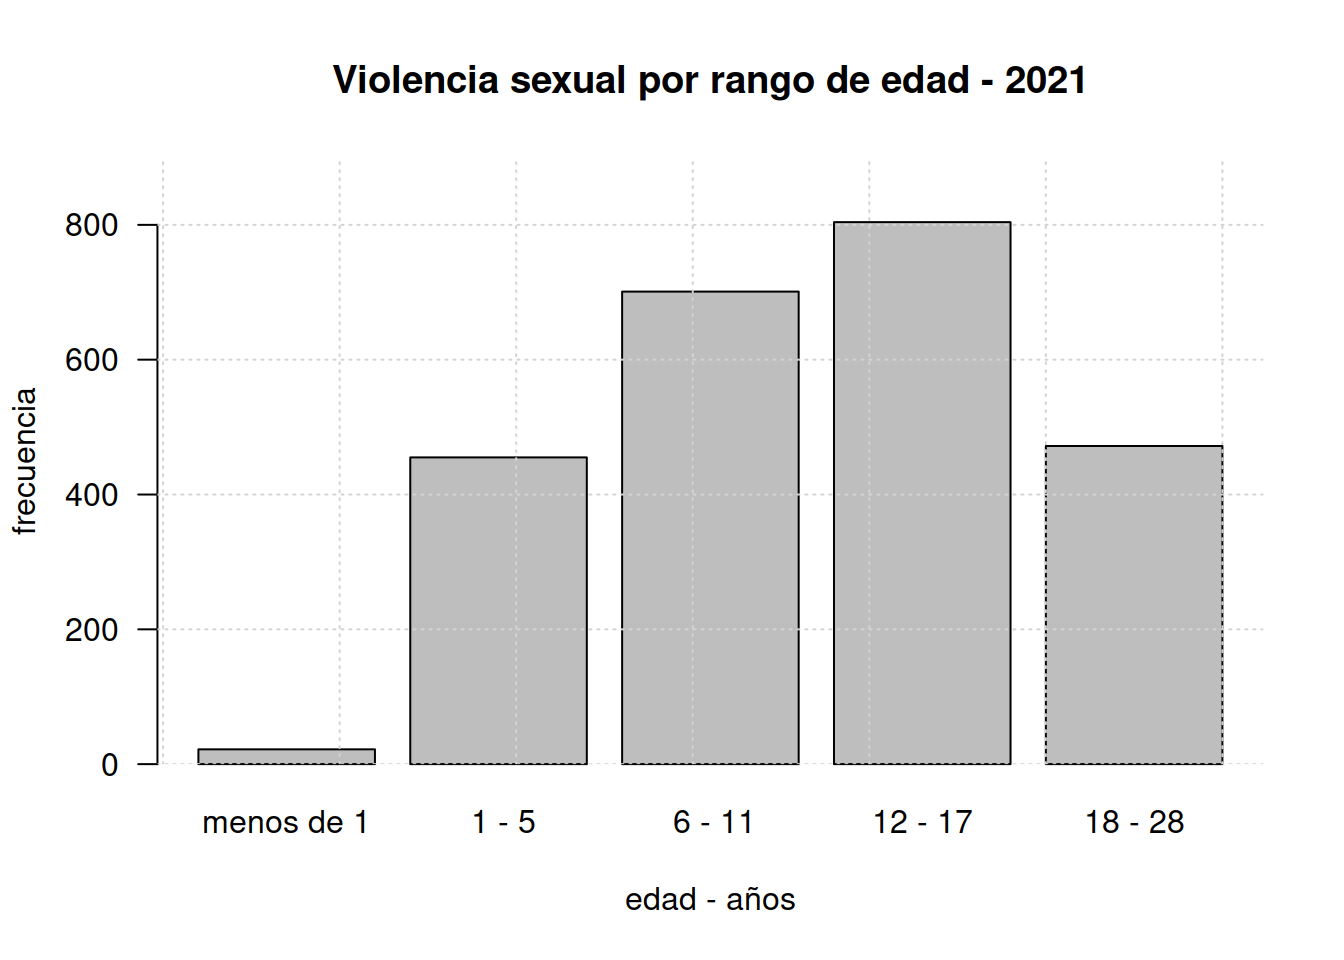 Violencia sexual por rango de edad - 2021
frecuencia
800
600
400
200
0
menos de 1
1 - 5
6 - 11
12 - 17
18 - 28
edad - años